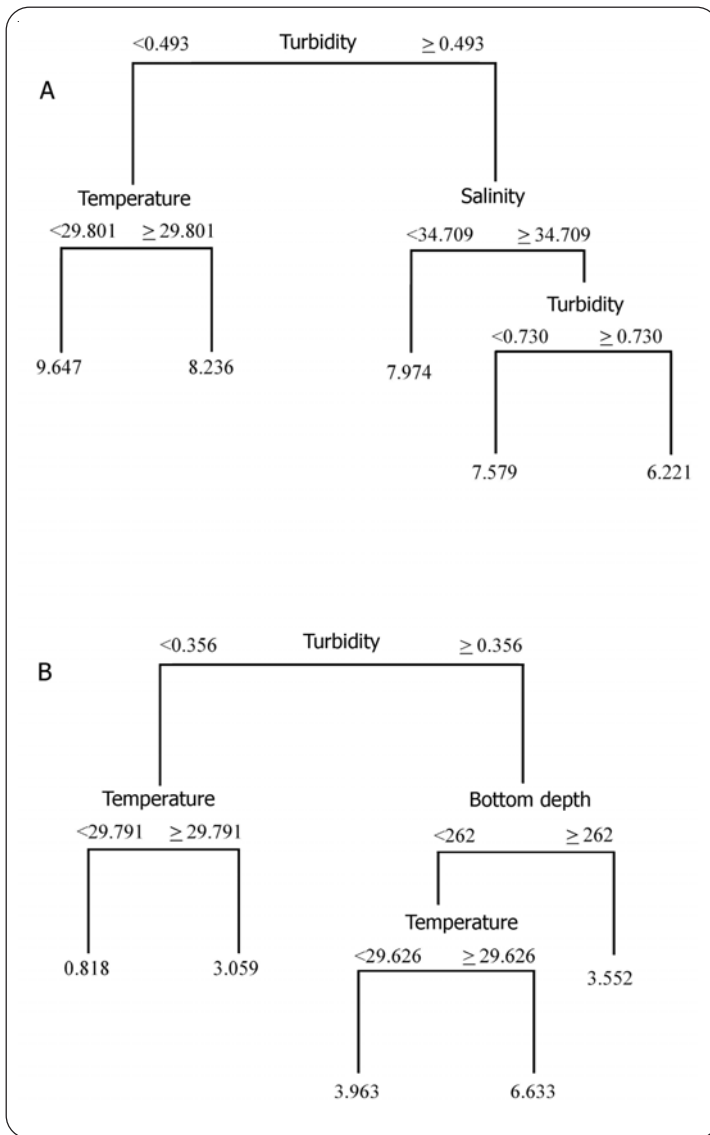 <0.493 Turbidity ≥ 0.493
A
Temperature Salinity
<29.801 ≥ 29.801 <34.709 ≥ 34.709
Turbidity
<0.730 ≥ 0.730
9.647 8.236 7.974
7.579 6.221
<0.356 Turbidity ≥ 0.356
B
Temperature Bottom depth
<29.791 ≥ 29.791 <262 ≥ 262
Temperature
<29.626 ≥ 29.626
0.818 3.059 3.552
3.963 6.633